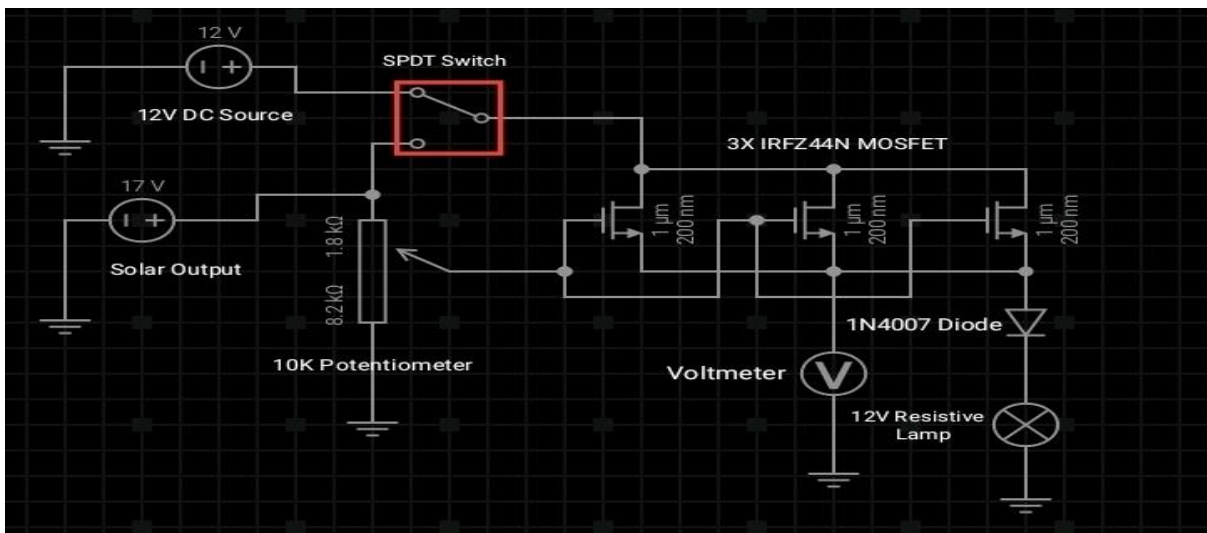 12 V
SPDT Switch
12V DC Source
3X IRFZ44N MOSFET
17 V
1 µm
200 nm
1 µm
200 nm
1 µm
200 nm
1.8 kΩ
Solar Output
8.2 kΩ
1N4007 Diode
10K Potentiometer
Voltmeter
V
12V Resistive
Lamp